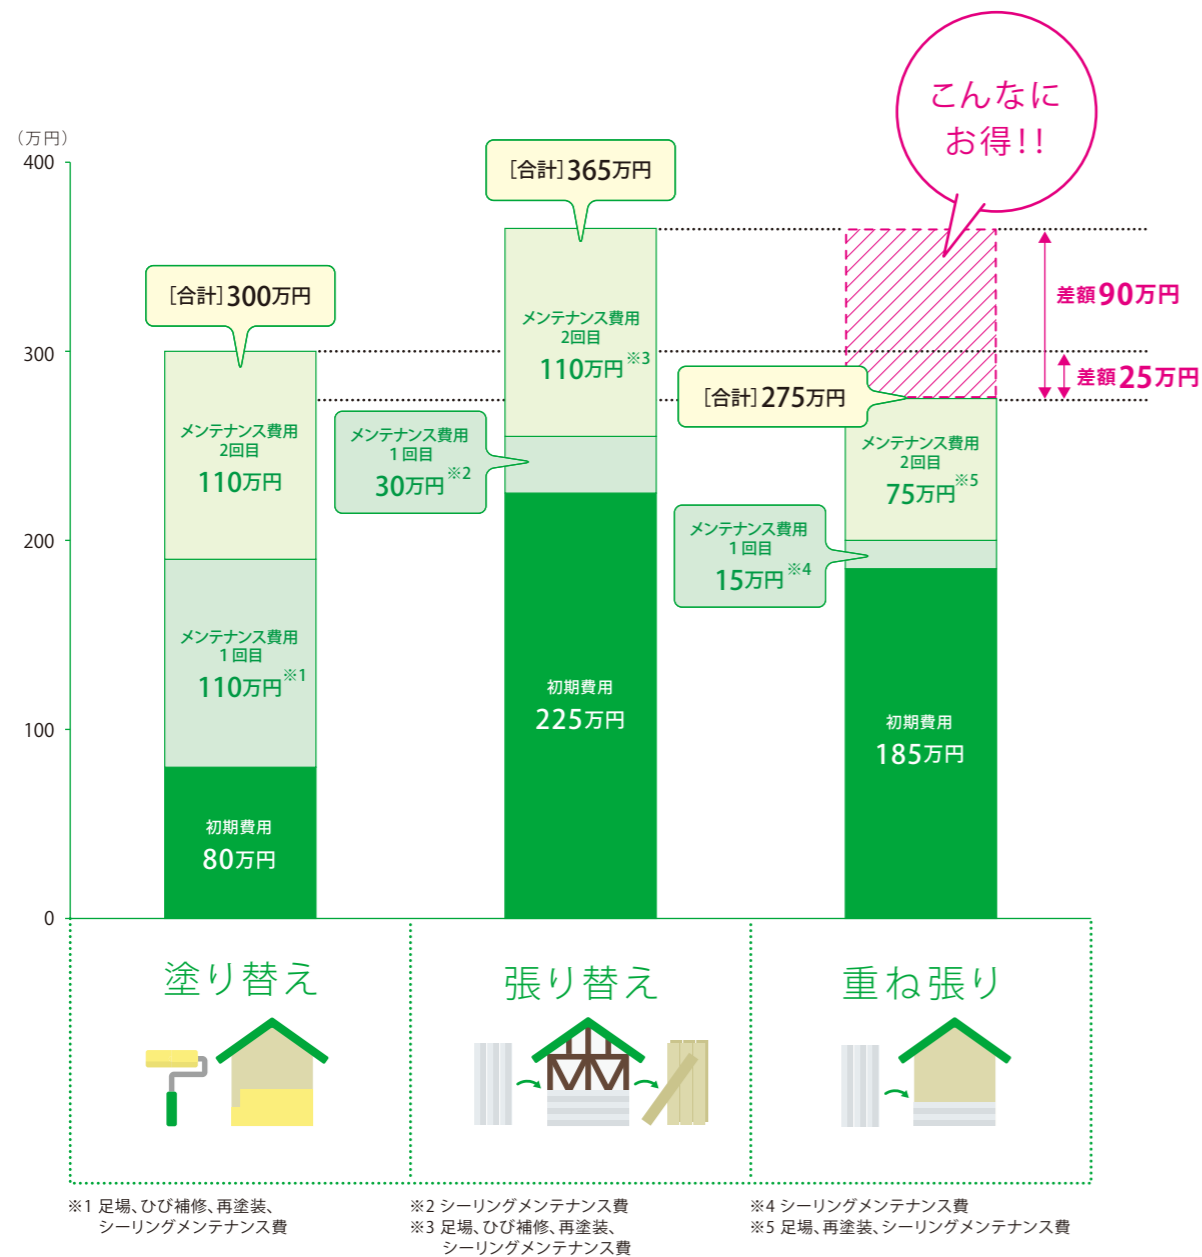 こんなに
お得!!
（万円）
400
300
200
100
0
［合計］300万円
メンテナンス費用
2回目
110万円
メンテナンス費用
1回目
110万円※1
初期費用
80万円
［合計］365万円
メンテナンス費用
2回目
110万円※3
メンテナンス費用
1回目
30万円※2
初期費用
225万円
［合計］275万円
メンテナンス費用
2回目
75万円※5
メンテナンス費用
1回目
15万円※4
初期費用
185万円
差額90万円
差額25万円
塗り替え
張り替え
重ね張り
※1 足場、ひび補修、再塗装、
シーリングメンテナンス費
※2 シーリングメンテナンス費
※3 足場、ひび補修、再塗装、
シーリングメンテナンス費
※4 シーリングメンテナンス費
※5 足場、再塗装、シーリングメンテナンス費